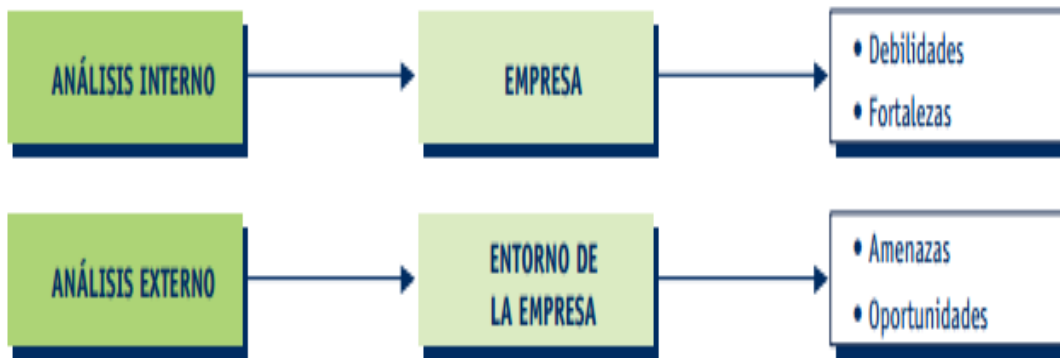 ANÁLISIS INTERNO
EMPRESA
• Debilidades
• Fortalezas
ANÁLISIS EXTERNO
ENTORNO DE
LA EMPRESA
• Amenazas
• Oportunidades